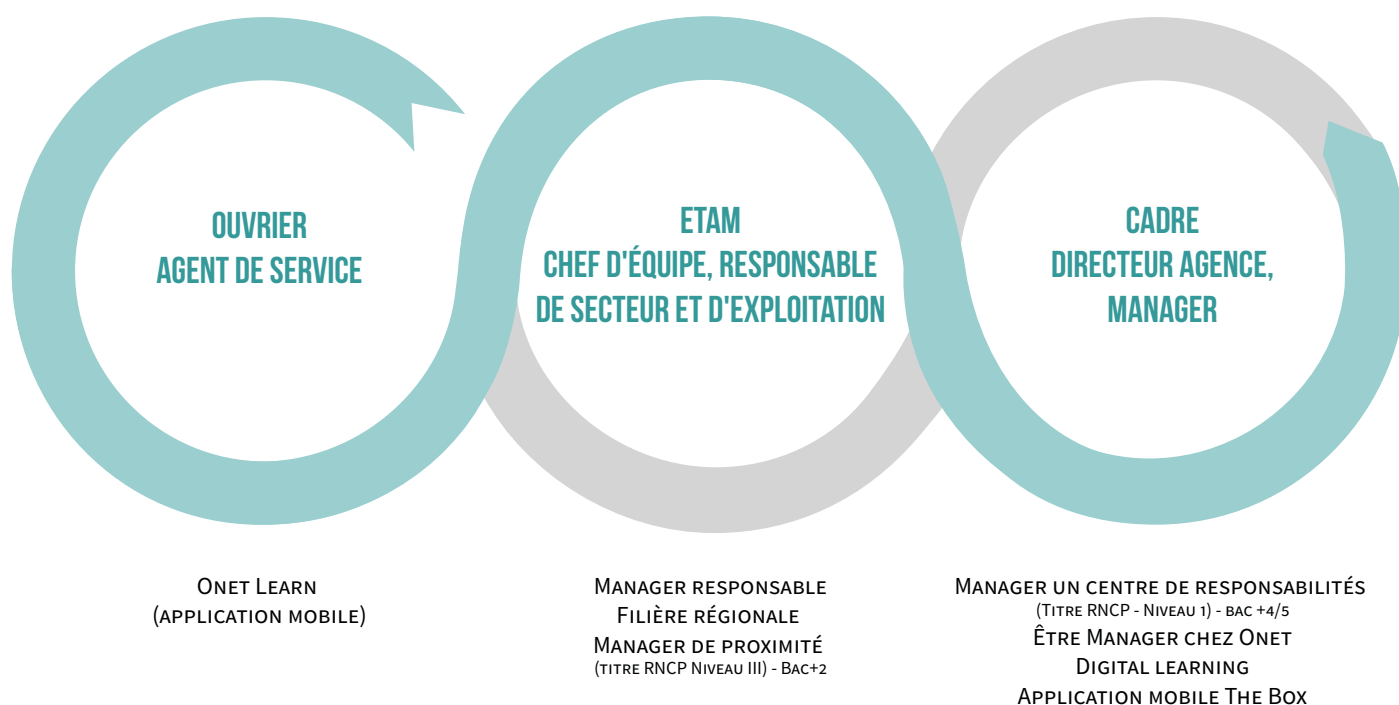 OUVRIER
AGENT DE SERVICE
ETAM
CHEF D'ÉQUIPE, RESPONSABLE
DE SECTEUR ET D'EXPLOITATION
CADRE
DIRECTEUR AGENCE,
MANAGER
Onet Learn
(application mobile)
Manager responsable
Filière régionale
Manager de proximité
(titre RNCP Niveau III) - Bac+2
Manager un centre de responsabilités
(Titre RNCP - Niveau 1) - bac +4/5
Être Manager chez Onet
Digital learning
Application mobile The Box